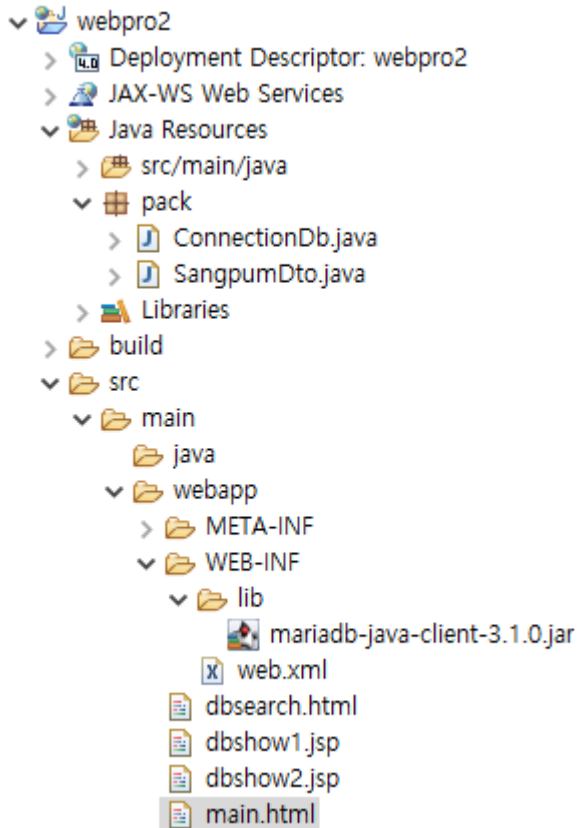 webpro2
4.0 Deployment Descriptor: webpro2
JAX-WS Web Services
Java Resources
src/main/java
pack
J ConnectionDb.java
J SangpumDto.java
Libraries
build
src
main
java
webapp
META-INF
WEB-INF
lib
mariadb-java-client-3.1.0.jar
X web.xml
dbsearch.html
dbshow1.jsp
dbshow2.jsp
main.html